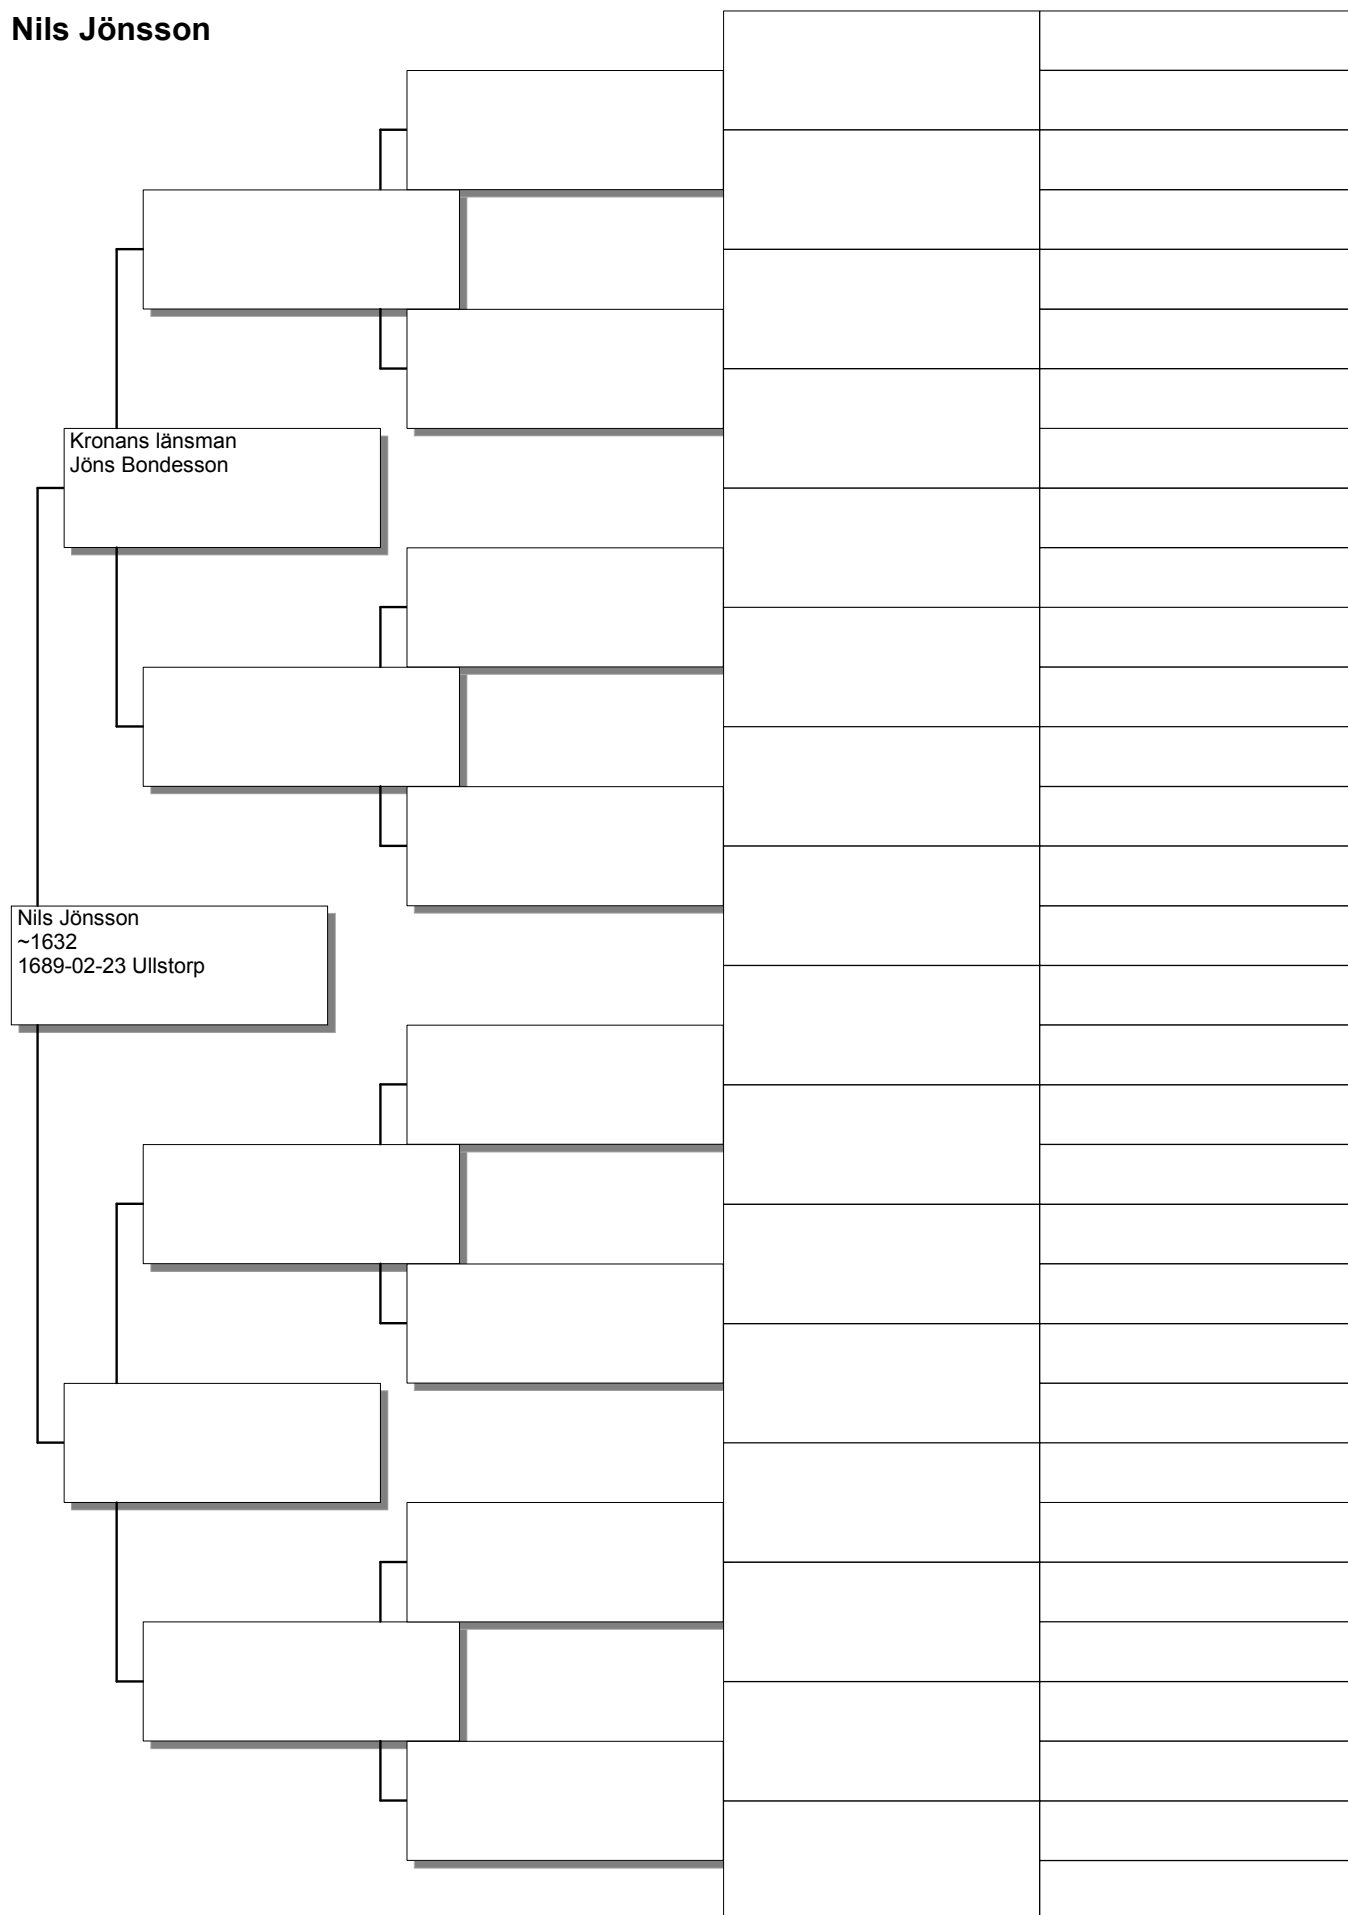 Nils Jönsson
Kronans länsman
Jöns Bondesson
Nils Jönsson
~1632
1689-02-23 Ullstorp